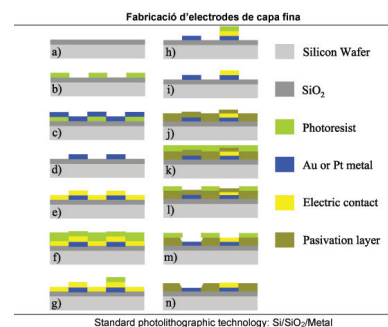 Fabricació d'electrodes de capa fina
a)
b)
c)
d)
e)
f)
g)
h)
i)
j)
k)
l)
m)
n)
Silicon Wafer
SiO2
Photoresist
Au or Pt metal
Electric contact
Pasivation layer
Standard photolithographic technology: Si/SiO2/Metal